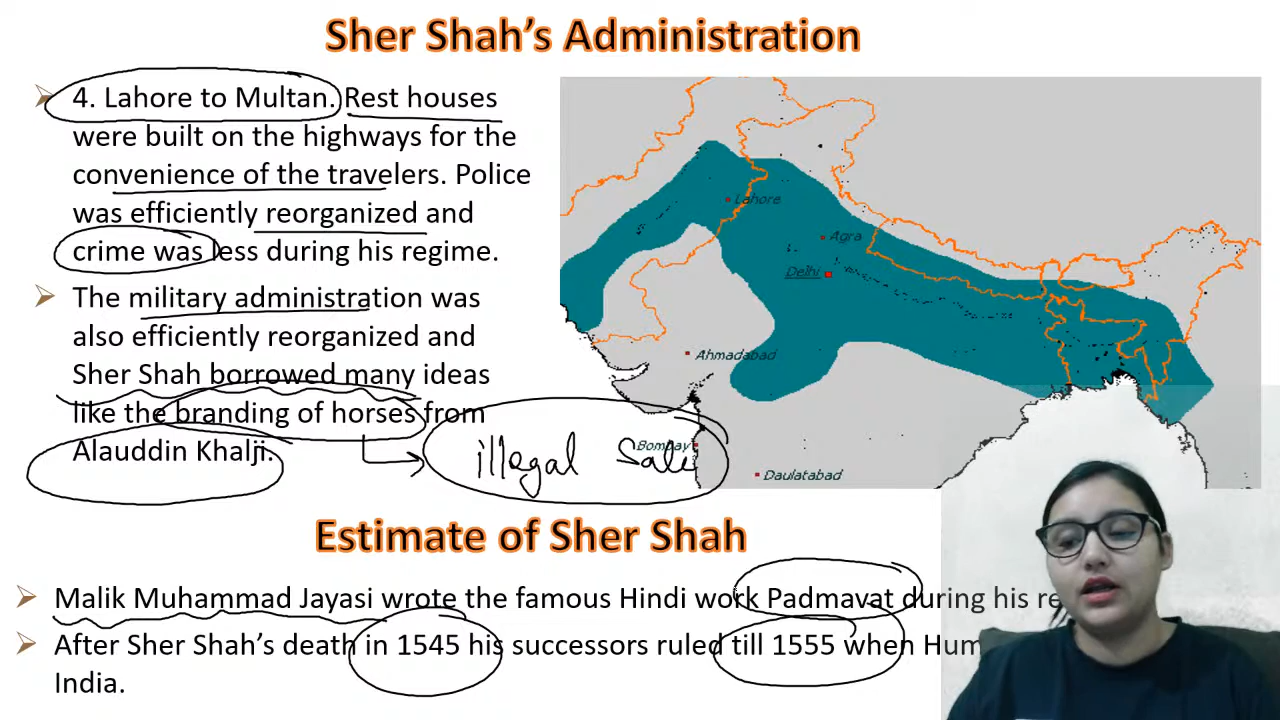 Sher Shah's Administration
4. Lahore to Multan. Rest houses
were built on the highways for the
convenience of the travelers. Police
was efficiently reorganized and
crime was less during his regime.
The military administration was
also efficiently reorganized and
Sher Shah borrowed many ideas
like the branding of horses from
Alauddin Khalji.
Lahore
Agra
Delhi
Ahmadabad
Bombay
Daulatabad
illegal Sale
Estimate of Sher Shah
Malik Muhammad Jayasi wrote the famous Hindi work Padmavat during his
After Sher Shah's death in 1545 his successors ruled till 1555 when
India.